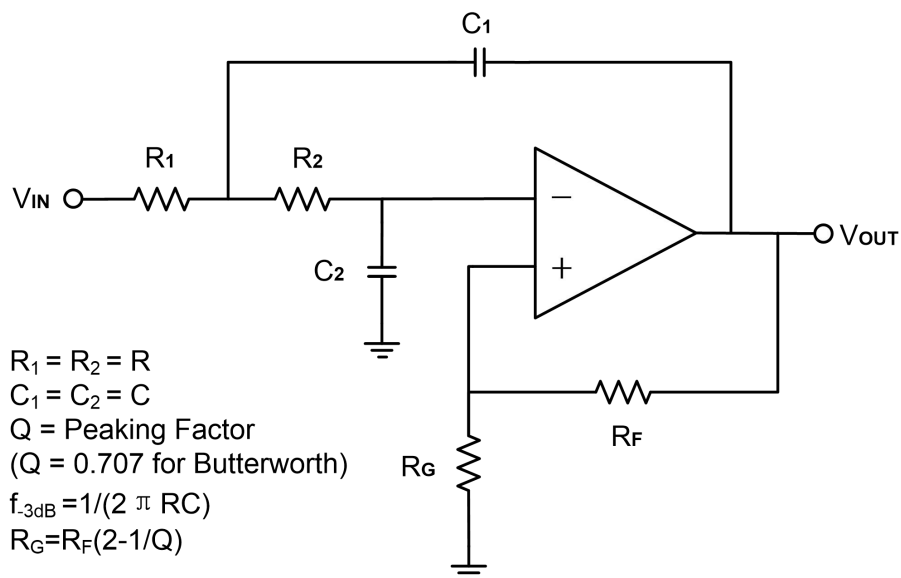 C1
R1
R2
VIN
−
VOUT
C2
+
R1 = R2 = R
C1 = C2 = C
Q = Peaking Factor
(Q = 0.707 for Butterworth)
f-3dB =1/(2 π RC)
RG=RF(2-1/Q)
RF
RG